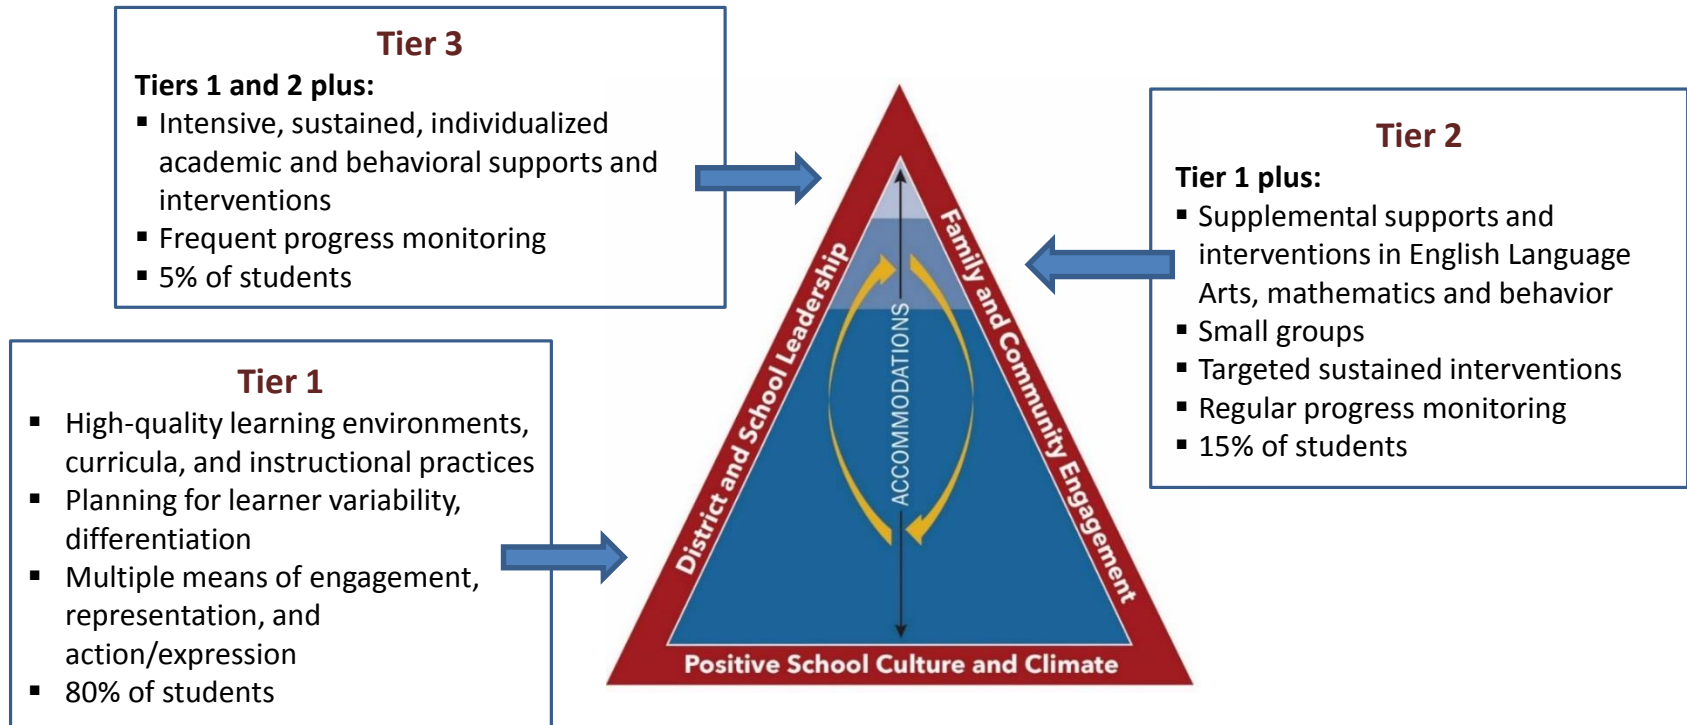 Tier 3
Tiers 1 and 2 plus:
▪ Intensive, sustained, individualized
academic and behavioral supports and
interventions
▪ Frequent progress monitoring
▪ 5% of students
Tier 2
Tier 1 plus:
▪ Supplemental supports and
interventions in English Language
Arts, mathematics and behavior
▪ Small groups
▪ Targeted sustained interventions
▪ Regular progress monitoring
▪ 15% of students
Tier 1
▪ High-quality learning environments,
curricula, and instructional practices
▪ Planning for learner variability,
differentiation
▪ Multiple means of engagement,
representation, and
action/expression
▪ 80% of students
District and School Leadership
ACCOMMODATIONS
Family and Community Engagement
Positive School Culture and Climate